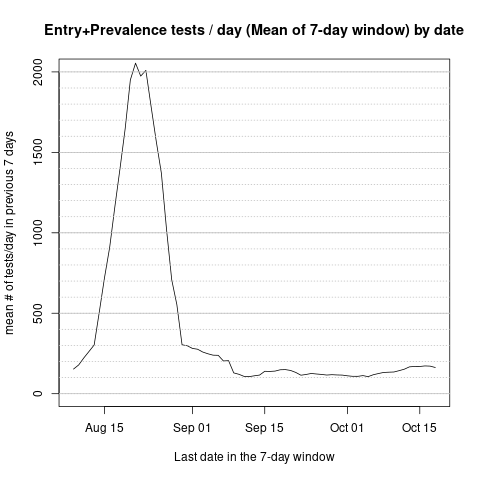 Entry+Prevalence tests / day (Mean of 7-day window) by date
mean # of tests/day in previous 7 days
2000
1500
1000
500
0
Aug 15
Sep 01
Sep 15
Oct 01
Oct 15
Last date in the 7-day window